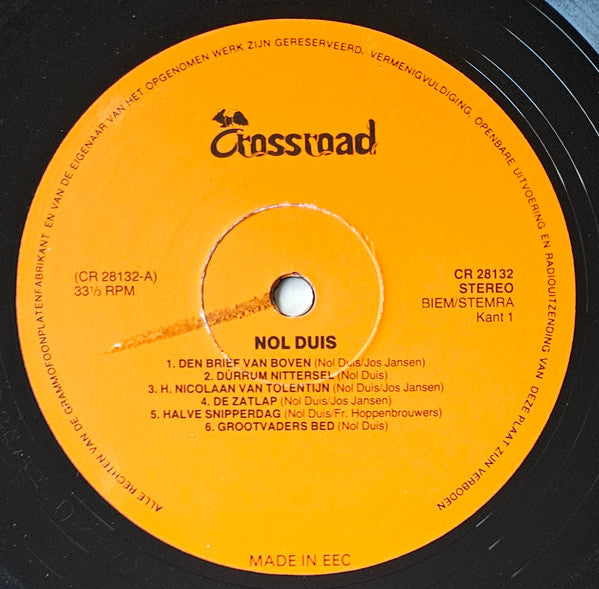 ALLE RECHTEN VAN DE GRAMMOFOONPLATENFABRIKANT EN VAN DE EIGENAAR VAN HET OPGENOMEN WERK ZIJN GERESERVEERD. VERMENIGVULDIGING, OPENBARE UITVOERING EN RADIOUITZENDING VAN DEZE PLAAT ZIJN VERBODEN
Crossroad
(CR 28132-A)
33⅓ RPM
CR 28132
STEREO
BIEM/STEMRA
Kant 1
NOL DUIS
1. DEN BRIEF VAN BOVEN (Nol Duis/Jos Jansen)
2. DÜRRUM NITTERSEL (Nol Duis)
3. H. NICOLAAN VAN TOLENTIJN (Nol Duis/Jos Jansen)
4. DE ZATLAP (Nol Duis/Jos Jansen)
5. HALVE SNIPPERDAG (Nol Duis/Fr. Hoppenbrouwers)
6. GROOTVADERS BED (Nol Duis)
MADE IN EEC